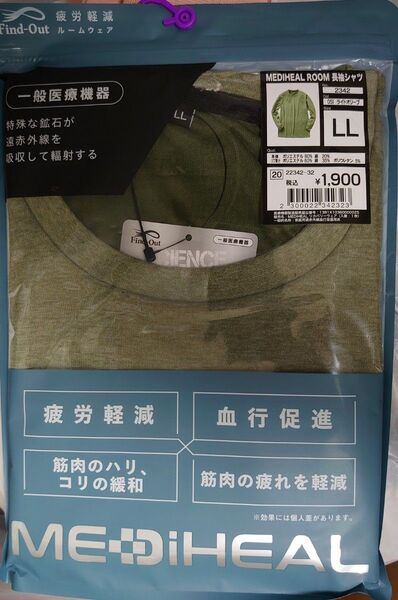 Find-Out
疲労軽減
ルームウェア
一般医療機器
特殊な鉱石が
遠赤外線を
吸収して輻射する
LL
MEDIHEAL ROOM 長袖シャツ
2342
051 ライトオリーブ
LL
20
22342-32
税込
¥1,900
2 300022 342323
Find-Out
一般医療機器
疲労軽減
血行促進
筋肉のハリ、
コリの緩和
筋肉の疲れを軽減
※効果には個人差があります。
MEDiHEAL